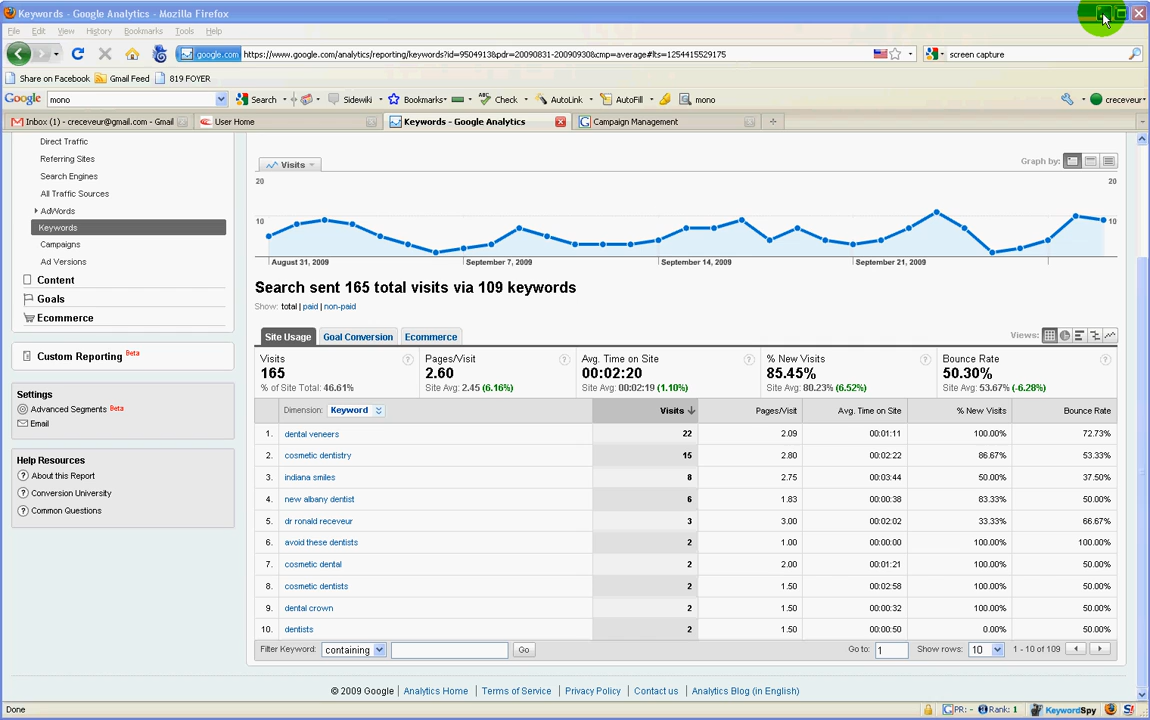 Keywords - Google Analytics - Mozilla Firefox
File Edit View History Bookmarks Tools Help
google.com https://www.google.com/analytics/reporting/keywords?id=9504913&pdr=20090831-20090930&cmp=average#lts=1254415529175 screen capture
Share on Facebook Gmail Feed 819 FOYER
Google mono Search Sidewiki Bookmarks Check AutoLink AutoFill mono creceveur
Inbox (1) - creceveur@gmail.com - Gmail User Home Keywords - Google Analytics Campaign Management
Direct Traffic
Referring Sites
Search Engines
All Traffic Sources
AdWords
Keywords
Campaigns
Ad Versions
Content
Goals
Ecommerce
Custom Reporting Beta
Settings
Advanced Segments Beta
Email
Help Resources
About this Report
Conversion University
Common Questions
Visits Graph by:
20 20
10 10
August 31, 2009 September 7, 2009 September 14, 2009 September 21, 2009
Search sent 165 total visits via 109 keywords
Show: total | paid | non-paid
Site Usage Goal Conversion Ecommerce Views:
Visits Pages/Visit Avg. Time on Site % New Visits Bounce Rate
165 2.60 00:02:20 85.45% 50.30%
% of Site Total: 46.61% Site Avg: 2.45 (6.16%) Site Avg: 00:02:19 (1.10%) Site Avg: 80.23% (6.52%) Site Avg: 53.67% (-6.28%)
Dimension: Keyword Visits Pages/Visit Avg. Time on Site % New Visits Bounce Rate
1. dental veneers 22 2.09 00:01:11 100.00% 72.73%
2. cosmetic dentistry 15 2.80 00:02:22 86.67% 53.33%
3. indiana smiles 8 2.75 00:03:44 50.00% 37.50%
4. new albany dentist 6 1.83 00:00:38 83.33% 50.00%
5. dr ronald receveur 3 3.00 00:02:02 33.33% 66.67%
6. avoid these dentists 2 1.00 00:00:00 100.00% 100.00%
7. cosmetic dental 2 2.00 00:01:21 100.00% 50.00%
8. cosmetic dentists 2 1.50 00:02:58 100.00% 50.00%
9. dental crown 2 1.50 00:00:32 100.00% 50.00%
10. dentists 2 1.50 00:00:50 0.00% 50.00%
Filter Keyword: containing Go Go to: 1 Show rows: 10 1 - 10 of 109
© 2009 Google | Analytics Home | Terms of Service | Privacy Policy | Contact us | Analytics Blog (in English)
Done PR: - Rank: 1 KeywordSpy